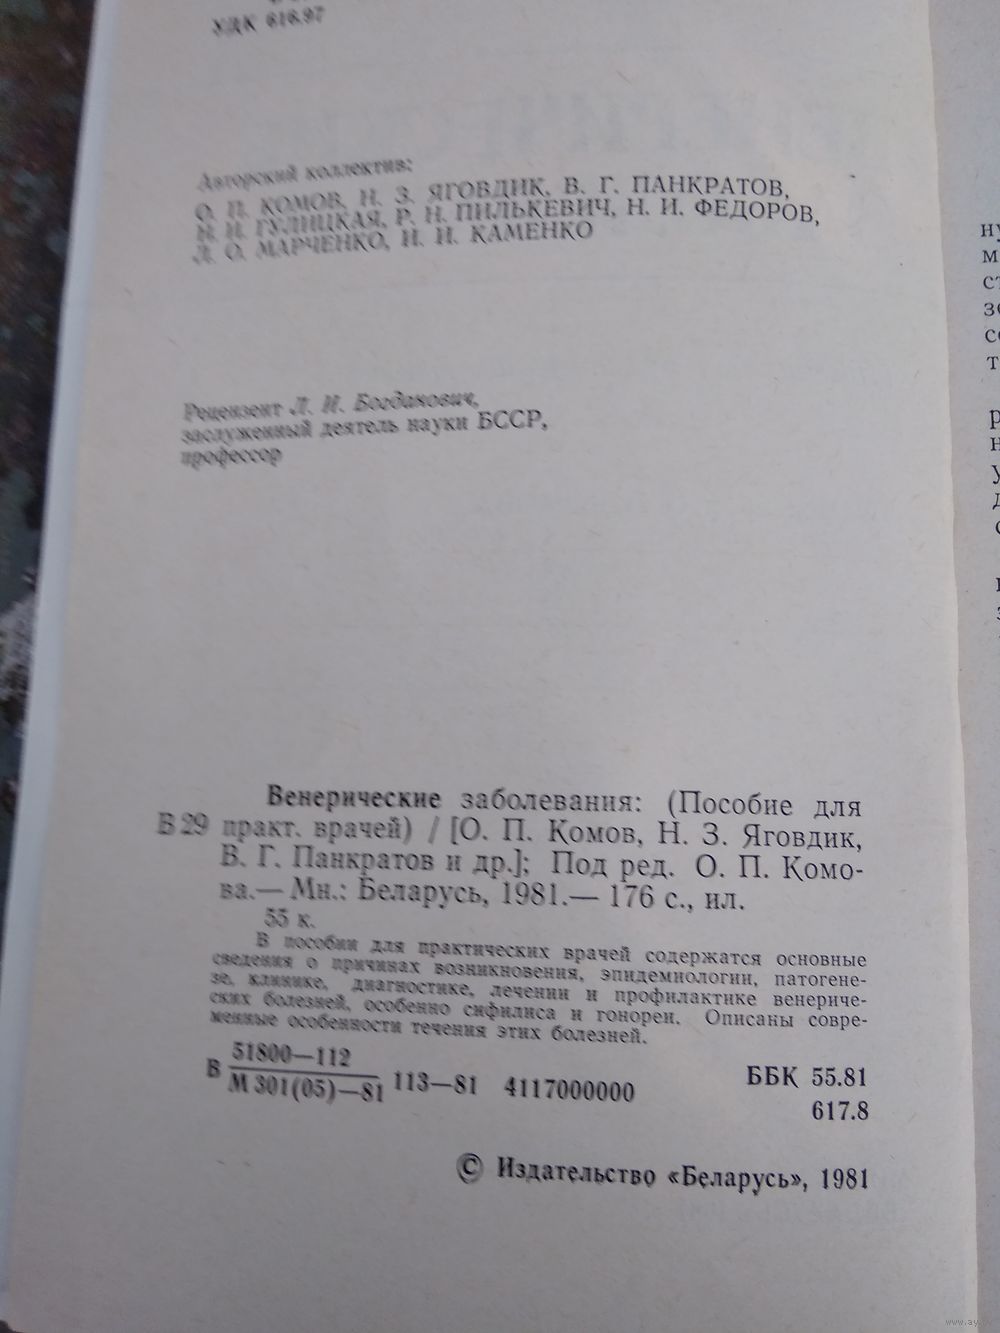 УДК 616.97
Авторский коллектив:
О. П. КОМОВ, Н. З. ЯГОВДИК, В. Г. ПАНКРАТОВ,
Н. И. ГУЛИЦКАЯ, Р. Н. ПИЛЬКЕВИЧ, Н. И. ФЕДОРОВ,
Л. О. МАРЧЕНКО, И. И. КАМЕНКО
Рецензент Л. И. Богданович,
заслуженный деятель науки БССР,
профессор
Венерические заболевания: (Пособие для
В 29 практ. врачей) / [О. П. Комов, Н. З. Яговдик,
В. Г. Панкратов и др.]; Под ред. О. П. Комо-
ва.— Мн.: Беларусь, 1981.— 176 с., ил.
55 к.
В пособии для практических врачей содержатся основные
сведения о причинах возникновения, эпидемиологии, патогене-
зе, клинике, диагностике, лечении и профилактике венериче-
ских болезней, особенно сифилиса и гонореи. Описаны совре-
менные особенности течения этих болезней.
В 51800—112
М 301(05)—81 113—81 4117000000
ББК 55.81
617.8
© Издательство «Беларусь», 1981